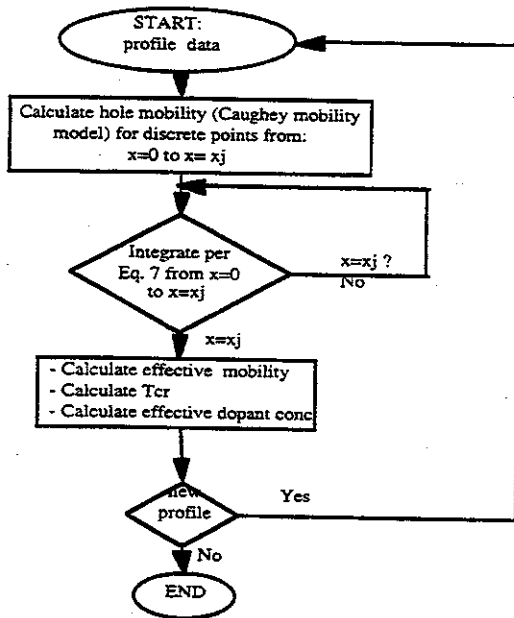 START:
profile data
Calculate hole mobility (Caughey mobility
model) for discrete points from:
x=0 to x= xj
Integrate per
Eq. 7 from x=0
to x=xj
x=xj ?
No
x=xj
- Calculate effective mobility
- Calculate Tcr
- Calculate effective dopant conc
new
profile
Yes
No
END